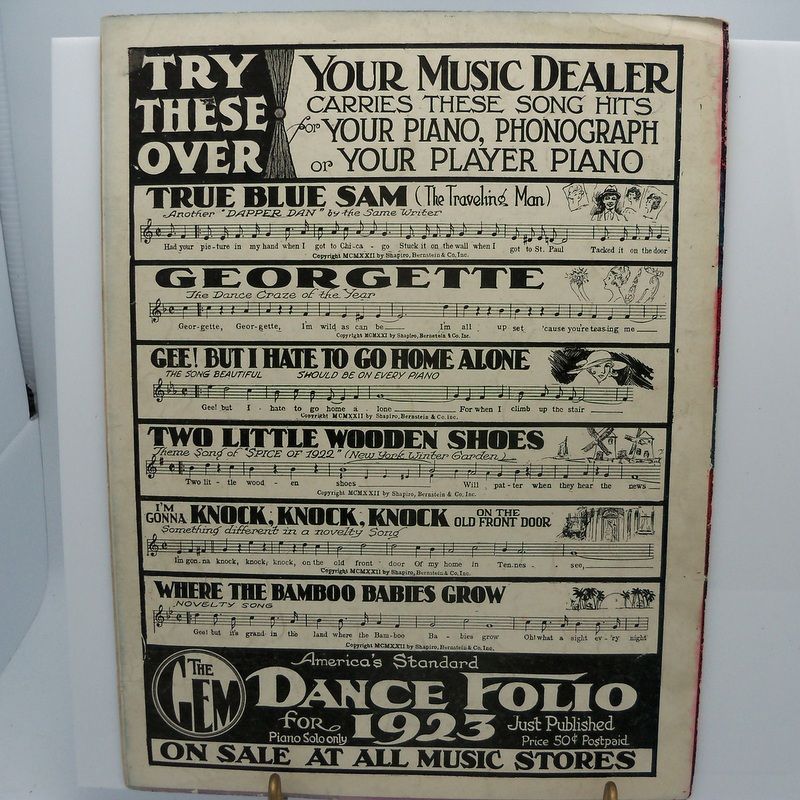 TRY
THESE
OVER
YOUR MUSIC DEALER
CARRIES THESE SONG HITS
for YOUR PIANO, PHONOGRAPH
or YOUR PLAYER PIANO
TRUE BLUE SAM (The Traveling Man)
Another "DAPPER DAN" by the Same Writer
Had your pic-ture in my hand when I got to Chi-ca-go Stuck it on the wall when I got to St. Paul Tacked it on the door
Copyright MCMXXII by Shapiro, Bernstein & Co. Inc.
GEORGETTE
The Dance Craze of the Year
Geor-gette, Geor-gette, I'm wild as can be I'm all up set 'cause you're teas-ing me
Copyright MCMXXI by Shapiro, Bernstein & Co. Inc.
GEE! BUT I HATE TO GO HOME ALONE
THE SONG BEAUTIFUL SHOULD BE ON EVERY PIANO
Gee! but I - hate to go home a lone For when I climb up the stair
Copyright MCMXXII by Shapiro, Bernstein & Co. Inc.
TWO LITTLE WOODEN SHOES
Theme Song of "SPICE OF 1922" (New York Winter Garden)
Two lit - tle wood - en shoes Will pat-ter when they hear the news
Copyright MCMXXII by Shapiro, Bernstein & Co. Inc.
I'M GONNA KNOCK, KNOCK, KNOCK ON THE OLD FRONT DOOR
Something different in a novelty Song
I'm gon-na knock, knock, knock, on the old front door Of my home in Ten-nes - see,
Copyright MCMXXII by Shapiro, Bernstein & Co. Inc.
WHERE THE BAMBOO BABIES GROW
NOVELTY SONG
Gee! but it's grand in the land where the Bam-boo Ba - bies grow Oh! what a sight ev-'ry night
Copyright MCMXXII by Shapiro, Bernstein & Co. Inc.
THE GEM
America's Standard
DANCE FOLIO
FOR 1923
Piano Solo only
Just Published
Price 50¢ Postpaid
ON SALE AT ALL MUSIC STORES